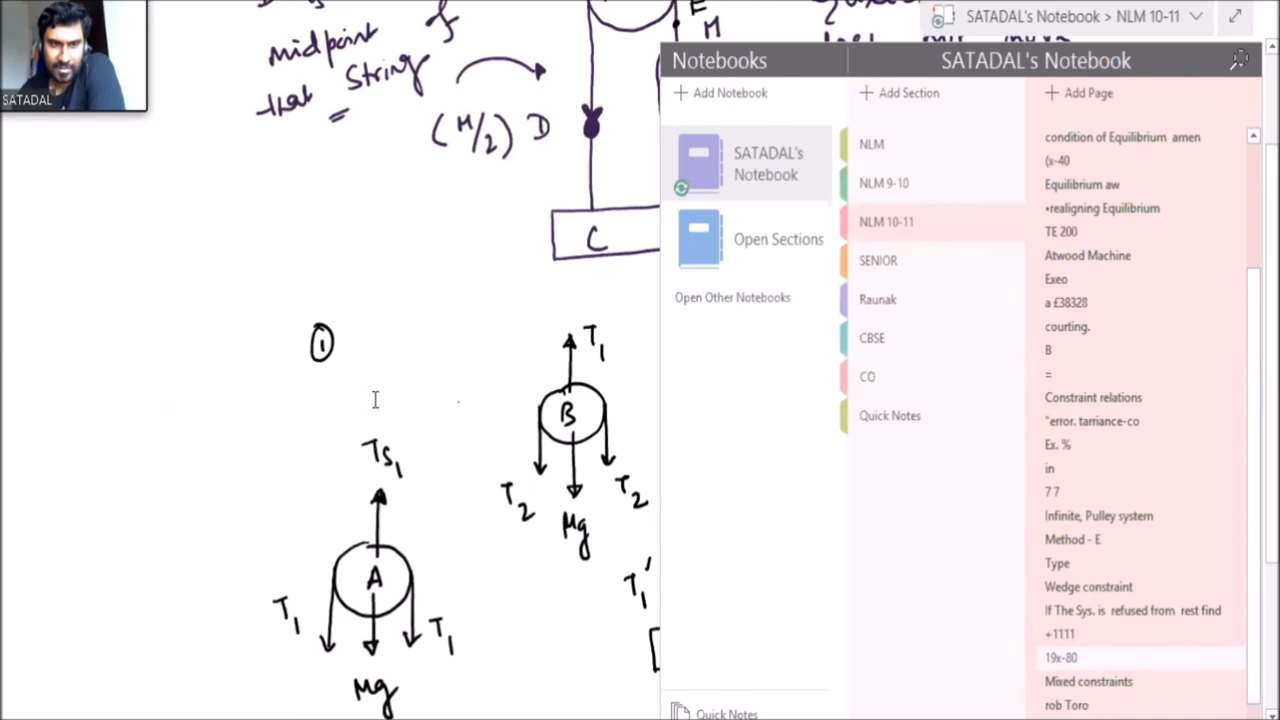 midpoint of
that String
(M/2) D
E
M
C
SATADAL
①
T1
B
T2
T2
Mg
TS1
A
T1
T1
Mg
T1'
SATADAL's Notebook > NLM 10-11
Notebooks
SATADAL's Notebook
+ Add Notebook
+ Add Section
+ Add Page
SATADAL's
Notebook
Open Sections
Open Other Notebooks
Quick Notes
NLM
NLM 9-10
NLM 10-11
SENIOR
Raunak
CBSE
CO
Quick Notes
condition of Equilibrium amen
(x-40
Equilibrium aw
•realigning Equilibrium
TE 200
Atwood Machine
Exeo
a £38328
courting.
B
=
Constraint relations
"error. tarriance-co
Ex. %
in
7 7
Infinite, Pulley system
Method - E
Type
Wedge constraint
If The Sys. is refused from rest find
+1111
19x-80
Mixed constraints
rob Toro